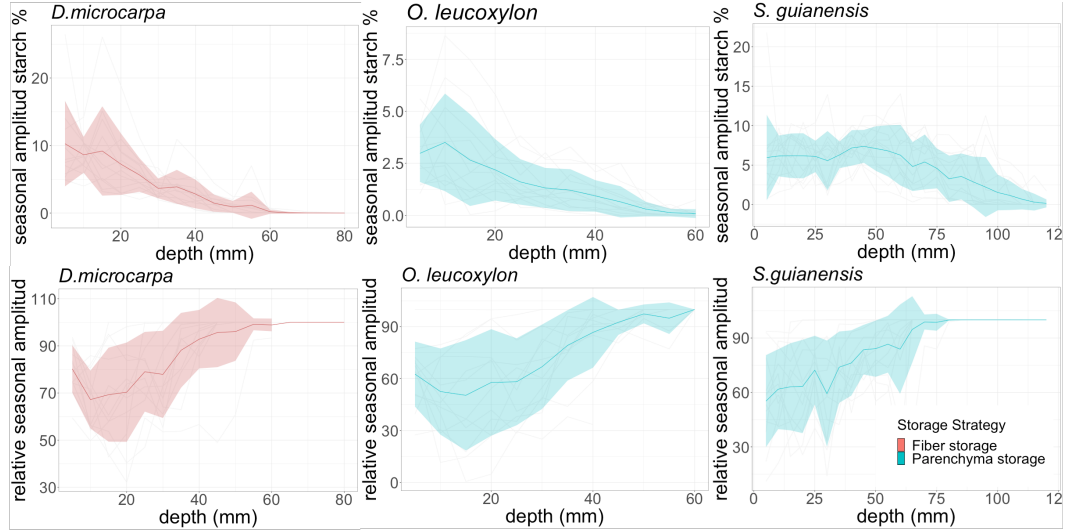 D.microcarpa
O. leucoxylon
S. guianensis
seasonal amplitud starch %
20
10
0
20 40 60 80
depth (mm)
seasonal amplitud starch %
7.5
5.0
2.5
0.0
20 40 60
depth (mm)
seasonal amplitud starch %
20
15
10
5
0
0 25 50 75 100 12
depth (mm)
D.microcarpa
O. leucoxylon
S.guianensis
relative seasonal amplitud
110
90
70
50
30
20 40 60 80
depth (mm)
relative seasonal amplitud
90
60
30
0
20 40 60
depth (mm)
relative seasonal amplitud
90
60
30
0 25 50 75 100 12
depth (mm)
Storage Strategy
Fiber storage
Parenchyma storage